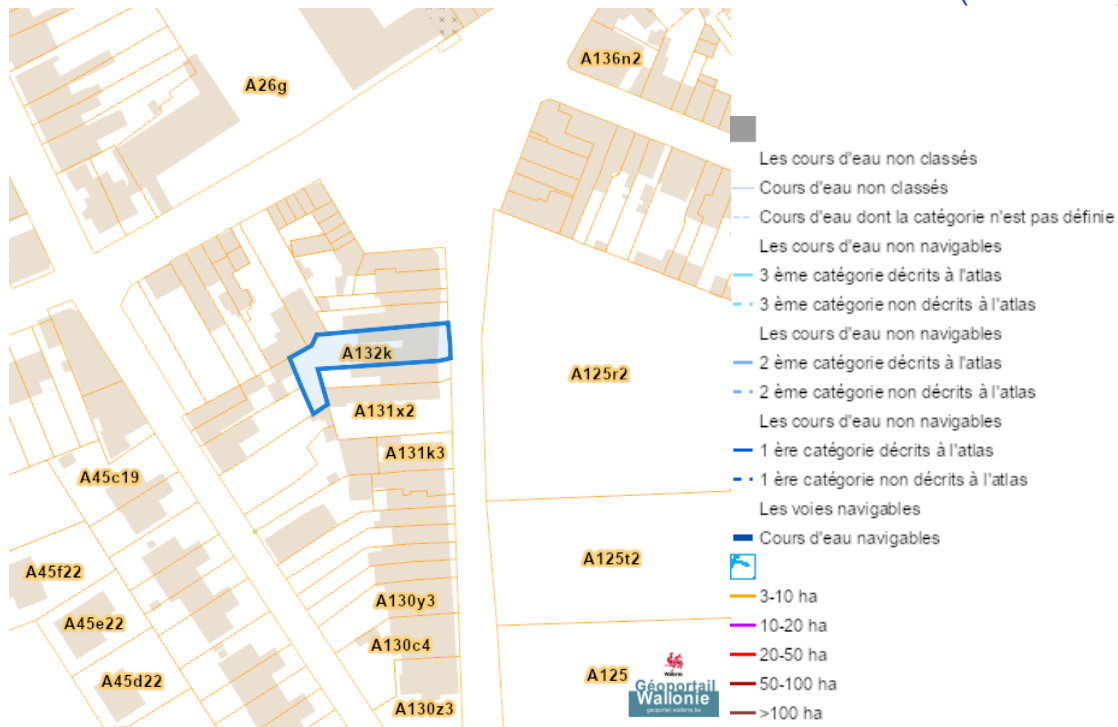 A26g
A136n2
A132k
A125r2
A131x2
A131k3
A45c19
A125t2
A45f22
A130y3
A45e22
A130c4
A45d22
A125
A130z3
Wallonie
Géoportail
Wallonie
geoportail.wallonie.be
Les cours d'eau non classés
Cours d'eau non classés
Cours d'eau dont la catégorie n'est pas définie
Les cours d'eau non navigables
3 ème catégorie décrits à l'atlas
3 ème catégorie non décrits à l'atlas
Les cours d'eau non navigables
2 ème catégorie décrits à l'atlas
2 ème catégorie non décrits à l'atlas
Les cours d'eau non navigables
1 ère catégorie décrits à l'atlas
1 ère catégorie non décrits à l'atlas
Les voies navigables
Cours d'eau navigables
3-10 ha
10-20 ha
20-50 ha
50-100 ha
>100 ha